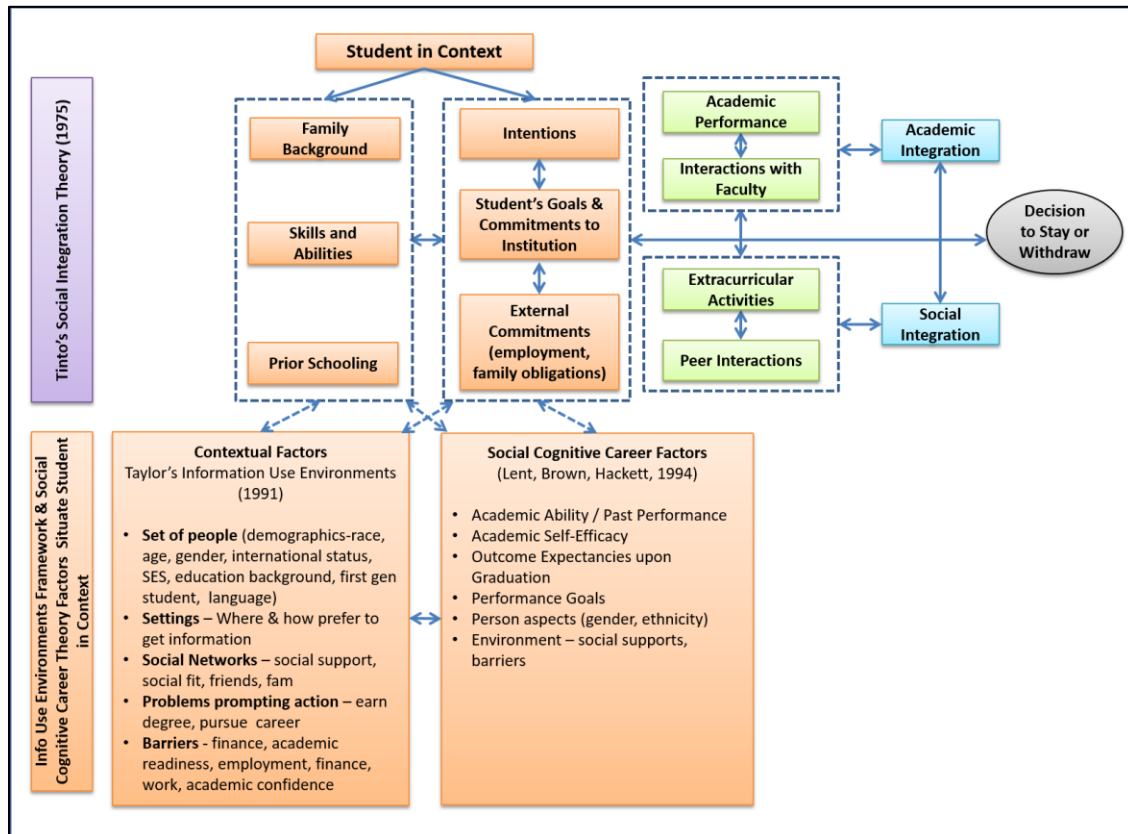 Student in Context
Tinto's Social Integration Theory (1975)
Family
Background
Skills and
Abilities
Prior Schooling
Intentions
Student's Goals &
Commitments to
Institution
External
Commitments
(employment,
family obligations)
Academic
Performance
Interactions with
Faculty
Extracurricular
Activities
Peer Interactions
Academic
Integration
Social
Integration
Decision
to Stay or
Withdraw
Info Use Environments Framework & Social
Cognitive Career Theory Factors Situate Student
in Context
Contextual Factors
Taylor's Information Use Environments
(1991)
• Set of people (demographics-race,
age, gender, international status,
SES, education background, first gen
student, language)
• Settings – Where & how prefer to
get information
• Social Networks – social support,
social fit, friends, fam
• Problems prompting action – earn
degree, pursue career
• Barriers - finance, academic
readiness, employment, finance,
work, academic confidence
Social Cognitive Career Factors
(Lent, Brown, Hackett, 1994)
• Academic Ability / Past Performance
• Academic Self-Efficacy
• Outcome Expectancies upon
Graduation
• Performance Goals
• Person aspects (gender, ethnicity)
• Environment – social supports,
barriers